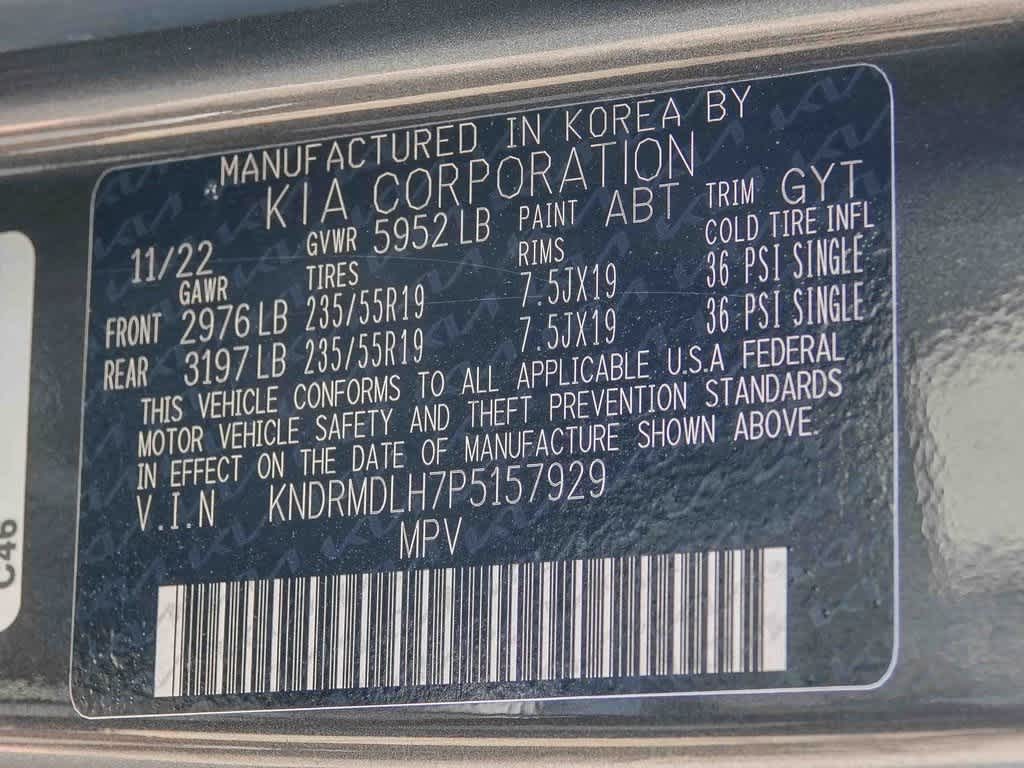 MANUFACTURED IN KOREA BY
KIA CORPORATION
11/22 GVWR 5952 LB PAINT ABT TRIM GYT
GAWR TIRES RIMS COLD TIRE INFL
FRONT 2976 LB 235/55R19 7.5JX19 36 PSI SINGLE
REAR 3197 LB 235/55R19 7.5JX19 36 PSI SINGLE
THIS VEHICLE CONFORMS TO ALL APPLICABLE U.S.A FEDERAL
MOTOR VEHICLE SAFETY AND THEFT PREVENTION STANDARDS
IN EFFECT ON THE DATE OF MANUFACTURE SHOWN ABOVE.
V.I.N KNDRMDLH7P5157929
MPV
C46